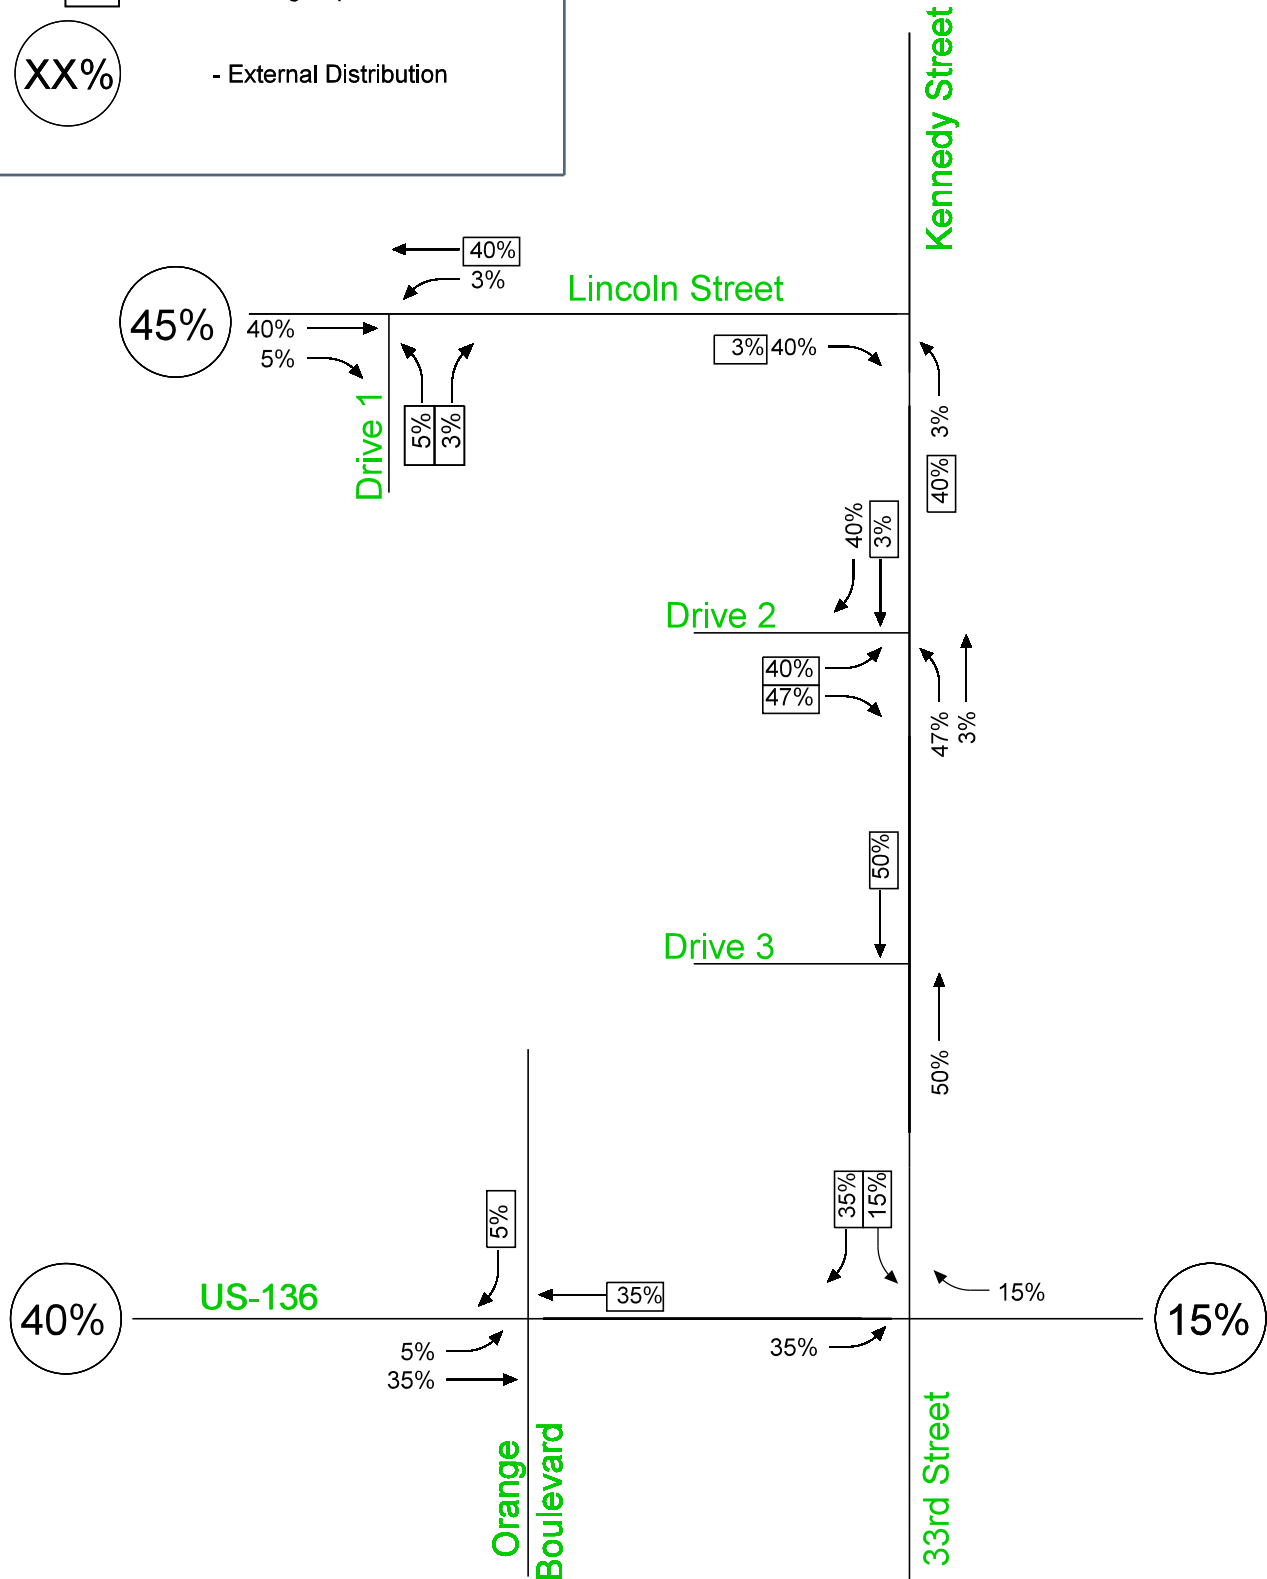 XX%
- External Distribution
Kennedy Street
40%
3%
Lincoln Street
45%
40%
5%
3% 40%
Drive 1
5%
3%
3%
40%
40%
3%
Drive 2
40%
47%
47%
3%
50%
Drive 3
50%
35%
15%
5%
US-136
35%
15%
40%
15%
5%
35%
35%
Orange
Boulevard
33rd Street